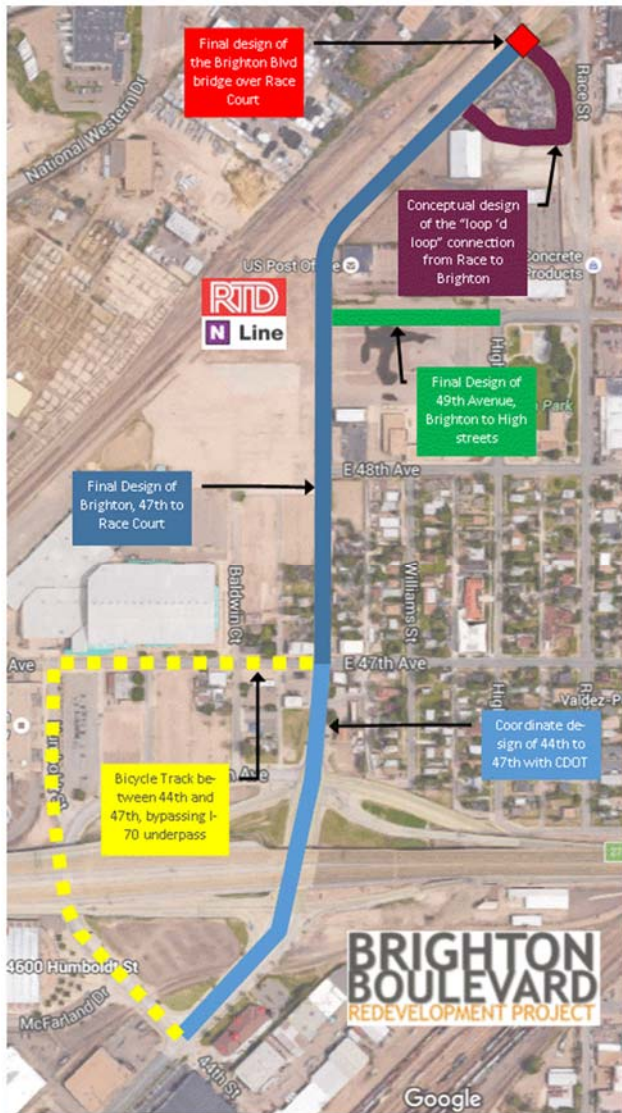 Final design of
the Brighton Blvd
bridge over Race
Court
National Western Dr
Race St
Conceptual design
of the "loop 'd
loop" connection
from Race to
Brighton
US Post Office
Concrete
Products
RTD
N Line
High
Park
Final Design of
49th Avenue,
Brighton to High
streets
E 48th Ave
Final Design of
Brighton, 47th to
Race Court
Baldwin Ct
Williams St
Ave
E 47th Ave
High
Valdez-P
Coordinate de-
sign of 44th to
47th with CDOT
Bicycle Track be-
tween 44th and
47th, bypassing I-
70 underpass
Ave
4600 Humboldt St
McFarland Dr
44th St
BRIGHTON
BOULEVARD
REDEVELOPMENT PROJECT
Google